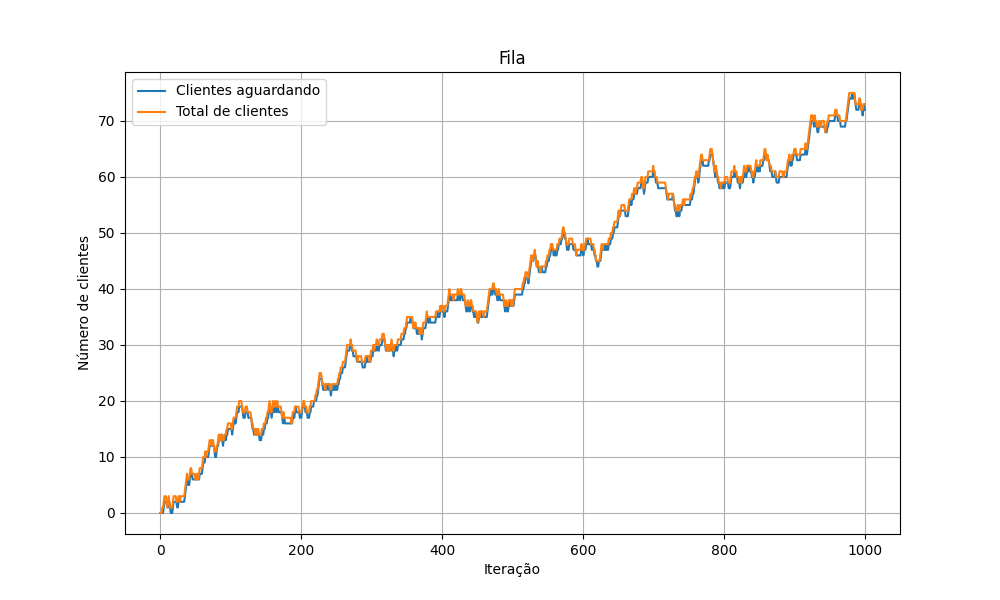 Fila
Clientes aguardando
Total de clientes
Número de clientes
70
60
50
40
30
20
10
0
0 200 400 600 800 1000
Iteração